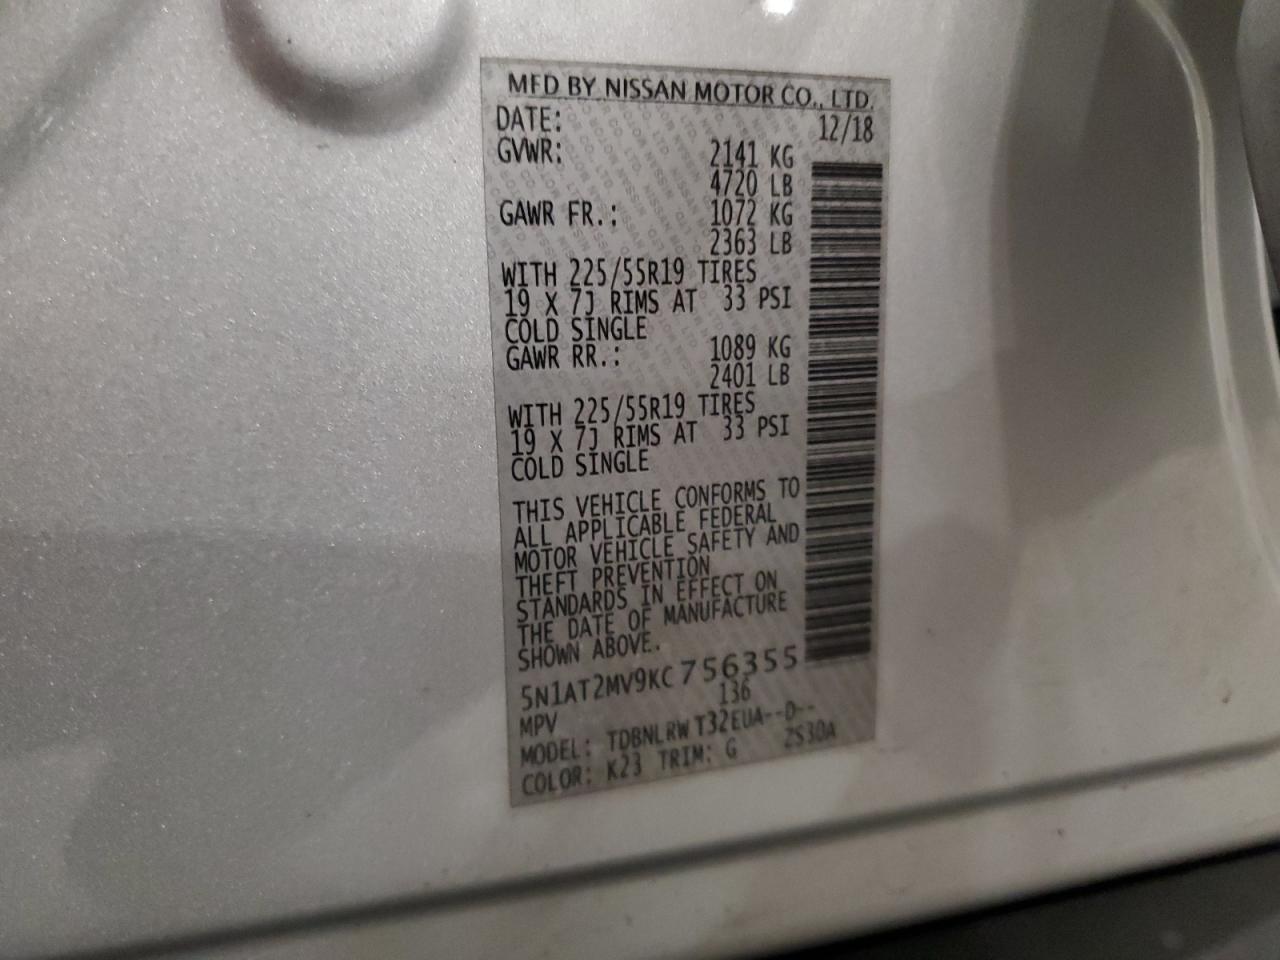 MFD BY NISSAN MOTOR CO., LTD.
DATE: 12/18
GVWR: 2141 KG
4720 LB
GAWR FR.: 1072 KG
2363 LB
WITH 225/55R19 TIRES
19 X 7J RIMS AT 33 PSI
COLD SINGLE
GAWR RR.: 1089 KG
2401 LB
WITH 225/55R19 TIRES
19 X 7J RIMS AT 33 PSI
COLD SINGLE
THIS VEHICLE CONFORMS TO
ALL APPLICABLE FEDERAL
MOTOR VEHICLE SAFETY AND
THEFT PREVENTION
STANDARDS IN EFFECT ON
THE DATE OF MANUFACTURE
SHOWN ABOVE.
5N1AT2MV9KC756355
MPV 136
MODEL: TDBNLRW T32EUA--D--
COLOR: K23 TRIM: G ZS30A